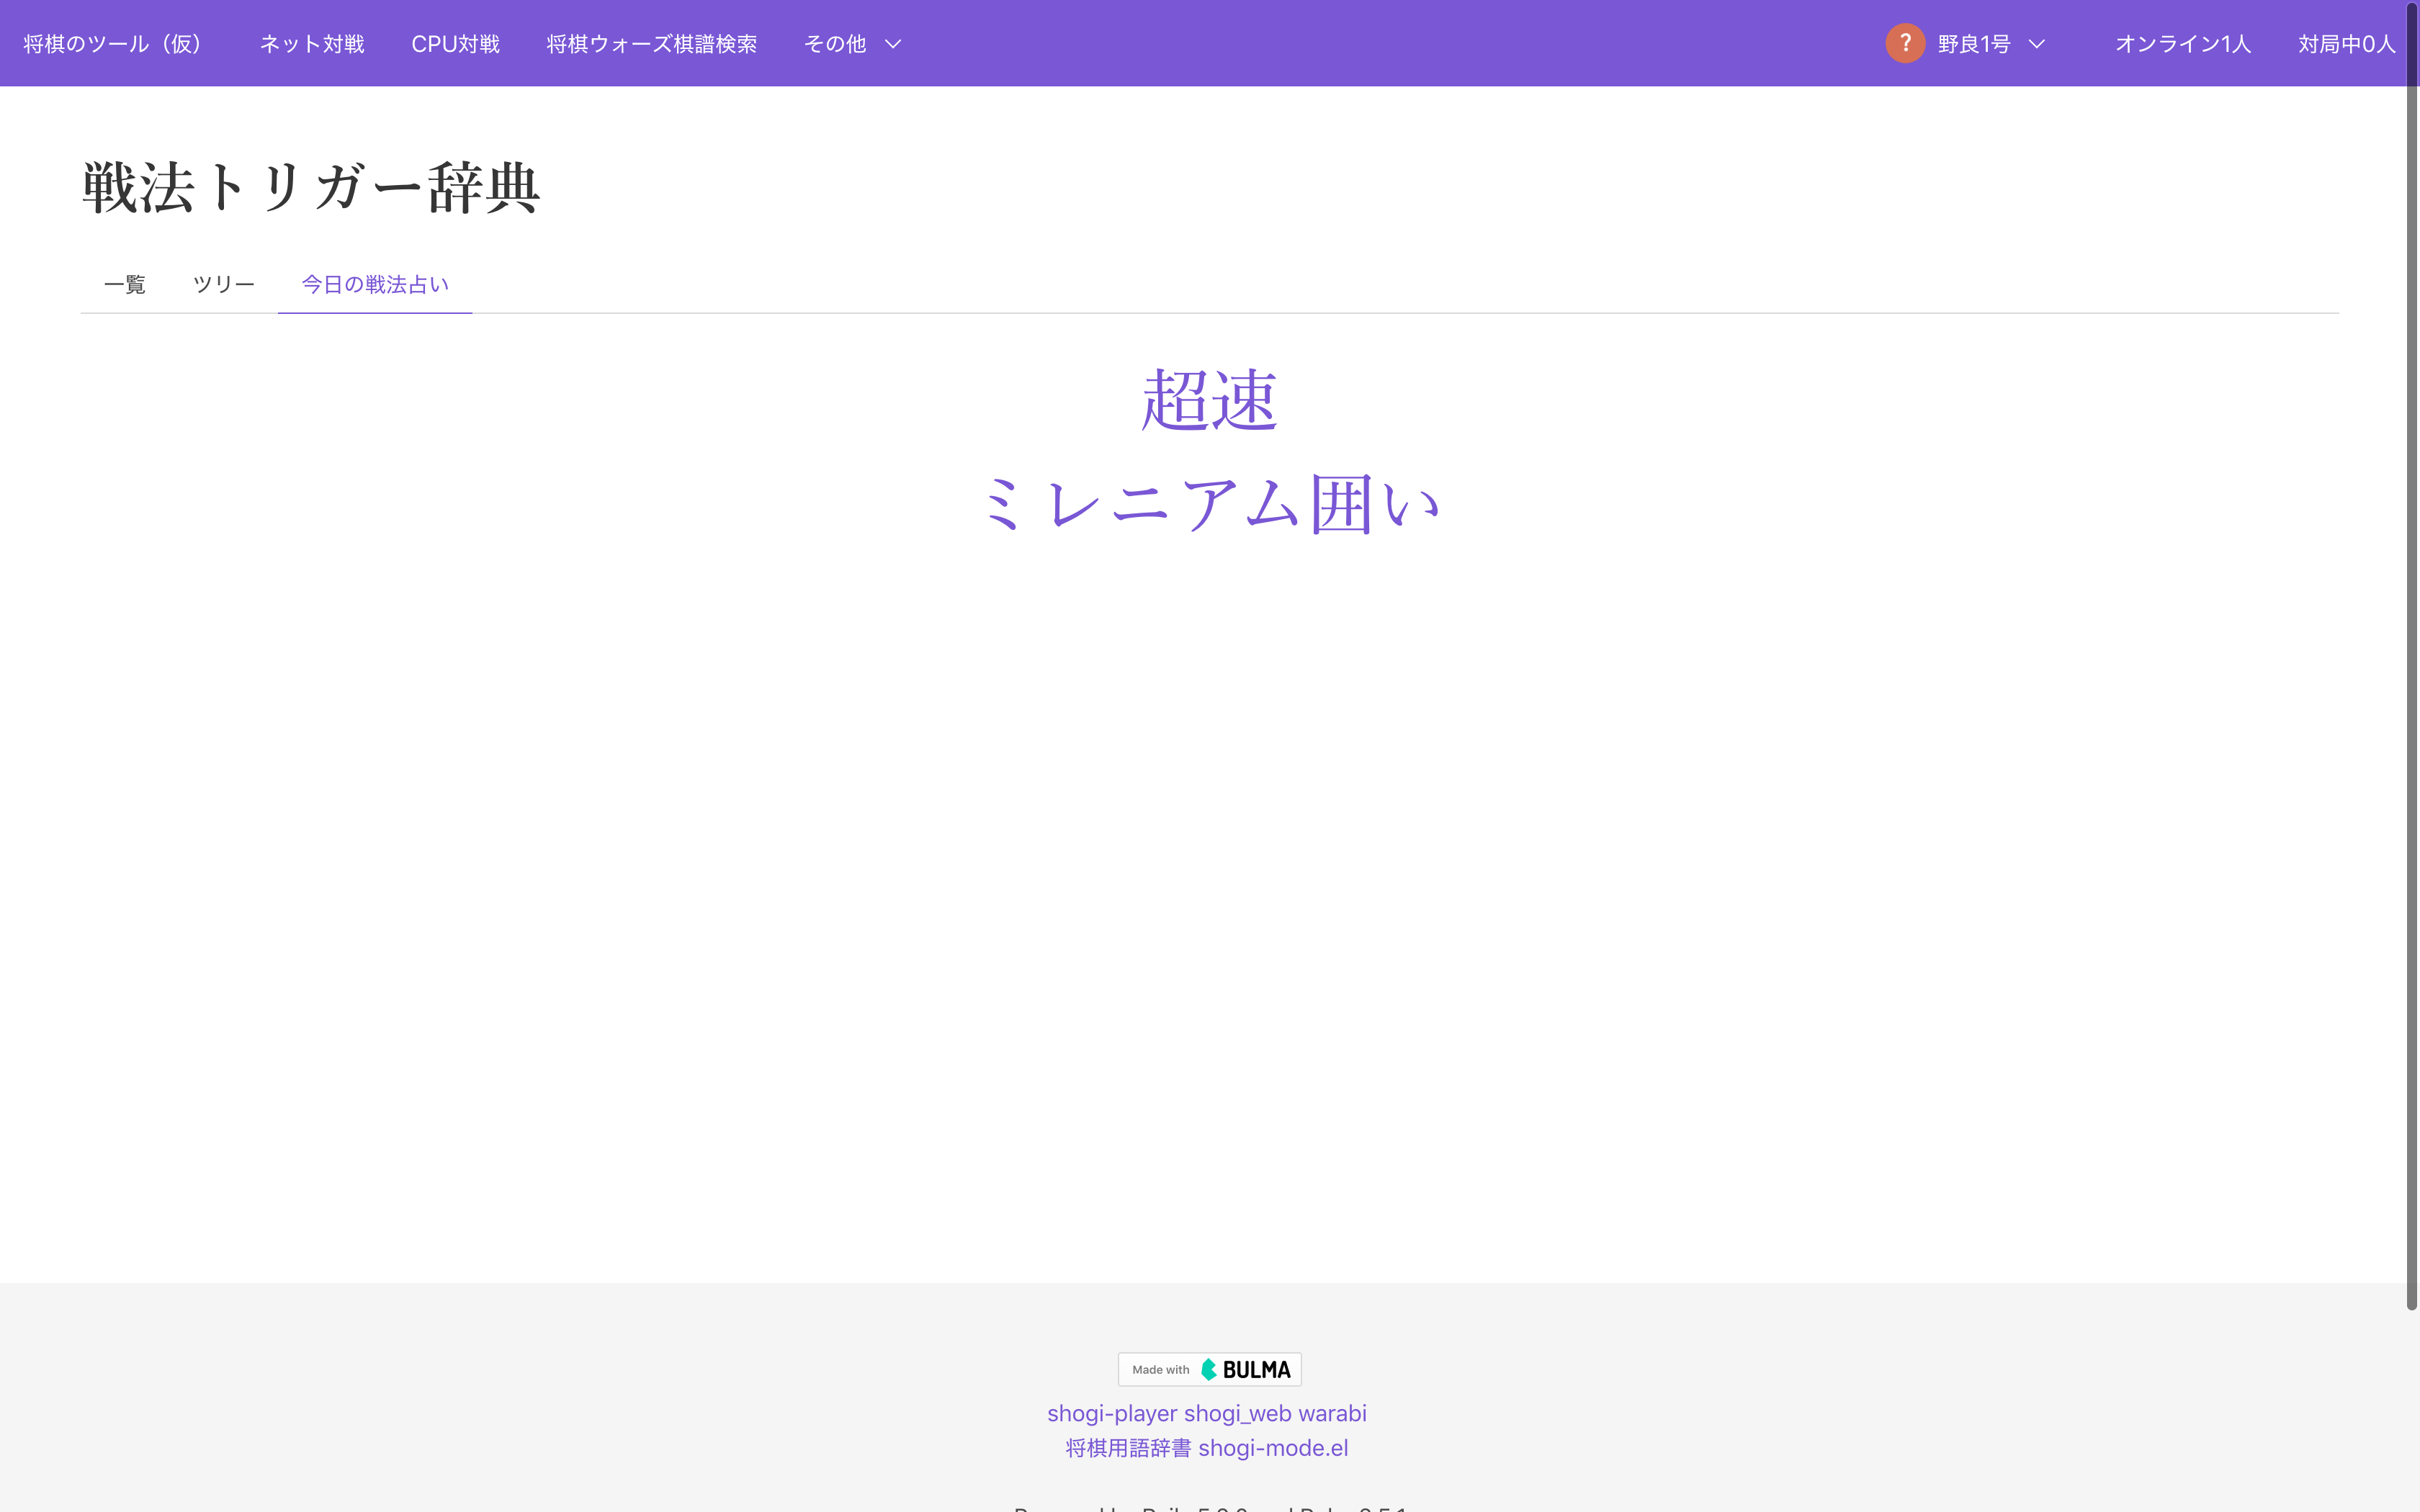 将棋のツール（仮） ネット対戦 CPU対戦 将棋ウォーズ棋譜検索 その他 ? 野良1号 オンライン1人 対局中0人
戦法トリガー辞典
一覧 ツリー 今日の戦法占い
超速
ミレニアム囲い
Made with BULMA
shogi-player shogi_web warabi
将棋用語辞書 shogi-mode.el